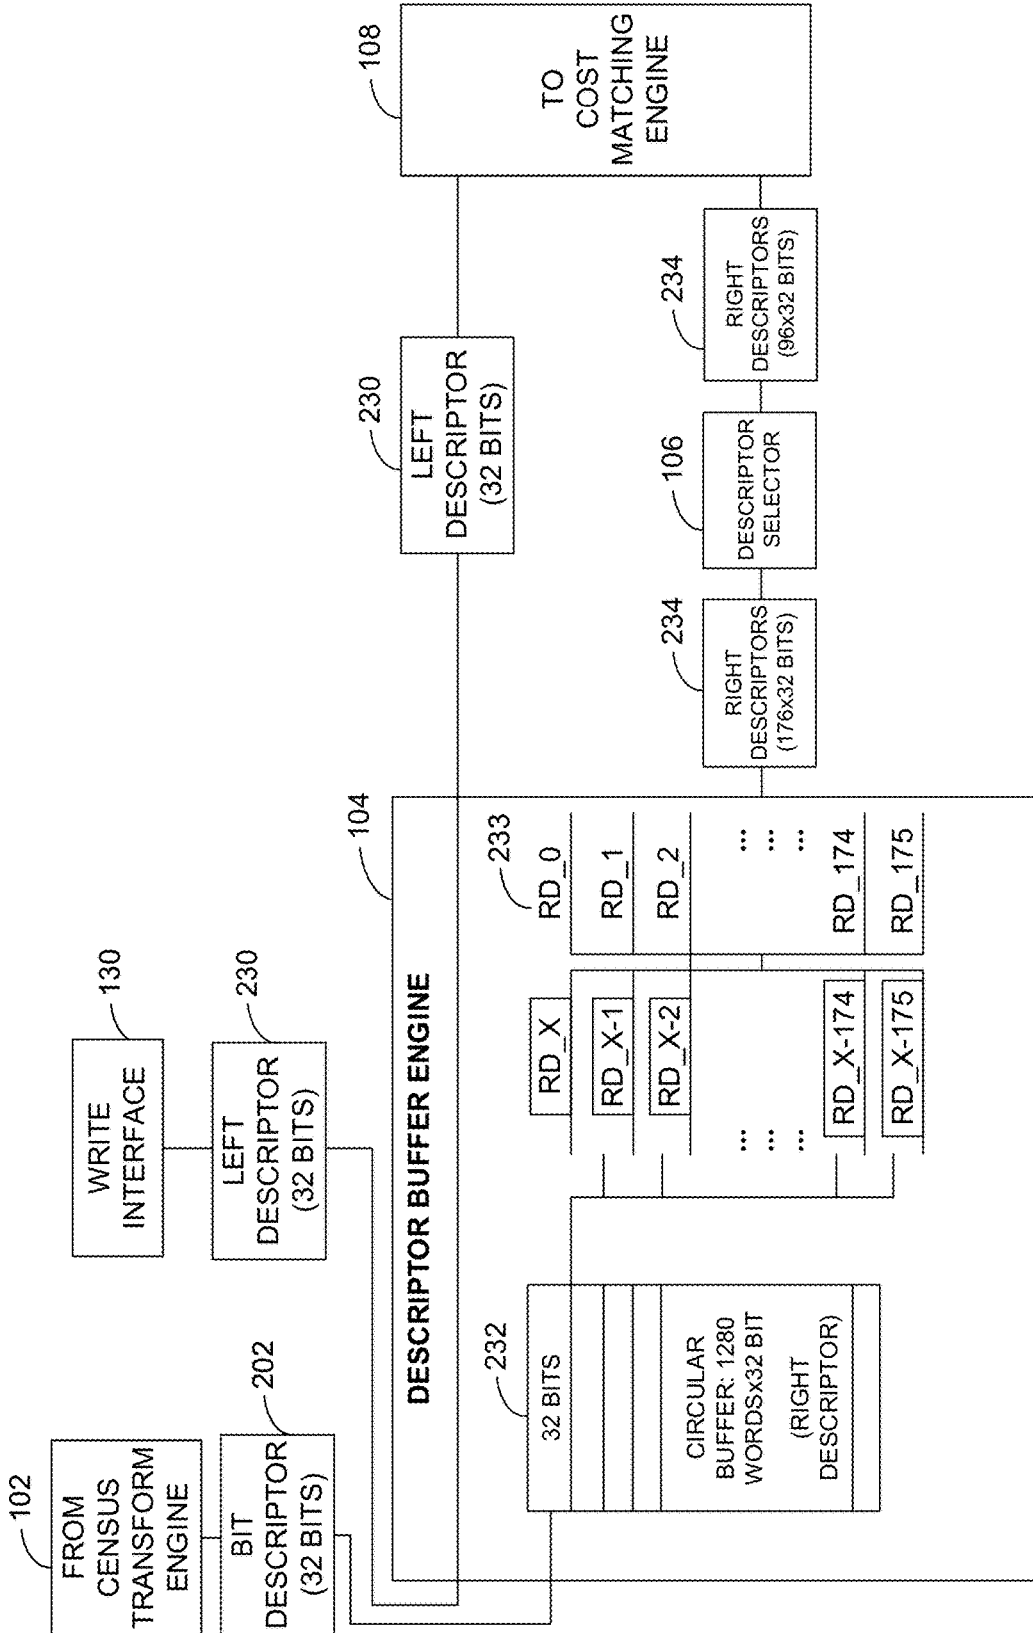 102
FROM
CENSUS
TRANSFORM
ENGINE
202
BIT
DESCRIPTOR
(32 BITS)
130
WRITE
INTERFACE
230
LEFT
DESCRIPTOR
(32 BITS)
104
DESCRIPTOR BUFFER ENGINE
232
32 BITS
CIRCULAR
BUFFER: 1280
WORDSx32 BIT
(RIGHT
DESCRIPTOR)
RD_X
RD_X-1
RD_X-2
... 
...
...
RD_X-174
RD_X-175
233
RD_0
RD_1
RD_2
...
...
...
RD_174
RD_175
230
LEFT
DESCRIPTOR
(32 BITS)
234
RIGHT
DESCRIPTORS
(176x32 BITS)
106
DESCRIPTOR
SELECTOR
234
RIGHT
DESCRIPTORS
(96x32 BITS)
108
TO
COST
MATCHING
ENGINE